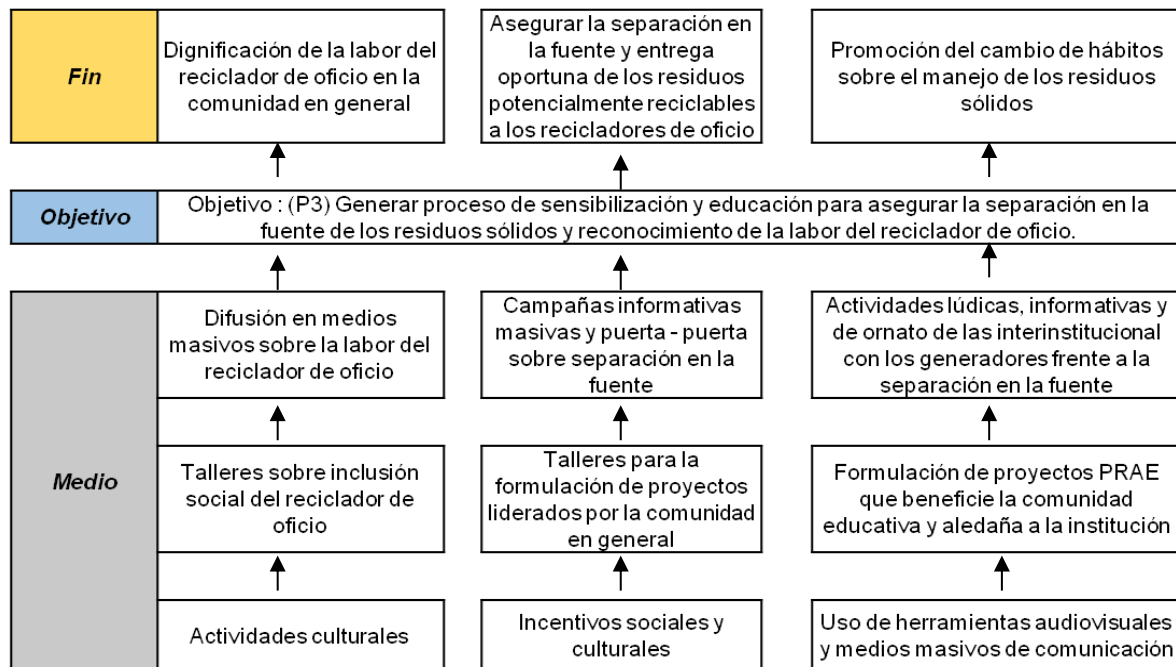 Fin
Dignificación de la labor del
reciclador de oficio en la
comunidad en general
Asegurar la separación en
la fuente y entrega
oportuna de los residuos
potencialmente reciclables
a los recicladores de oficio
Promoción del cambio de hábitos
sobre el manejo de los residuos
sólidos
Objetivo
Objetivo : (P3) Generar proceso de sensibilización y educación para asegurar la separación en la
fuente de los residuos sólidos y reconocimiento de la labor del reciclador de oficio.
Medio
Difusión en medios
masivos sobre la labor del
reciclador de oficio
Campañas informativas
masivas y puerta - puerta
sobre separación en la
fuente
Actividades lúdicas, informativas y
de ornato de las interinstitucional
con los generadores frente a la
separación en la fuente
Talleres sobre inclusión
social del reciclador de
oficio
Talleres para la
formulación de proyectos
liderados por la comunidad
en general
Formulación de proyectos PRAE
que beneficie la comunidad
educativa y aledaña a la institución
Actividades culturales
Incentivos sociales y
culturales
Uso de herramientas audiovisuales
y medios masivos de comunicación